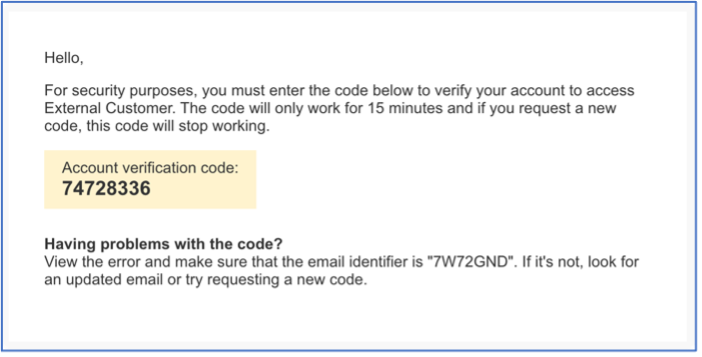 Hello,
For security purposes, you must enter the code below to verify your account to access
External Customer. The code will only work for 15 minutes and if you request a new
code, this code will stop working.
Account verification code:
74728336
Having problems with the code?
View the error and make sure that the email identifier is "7W72GND". If it's not, look for
an updated email or try requesting a new code.